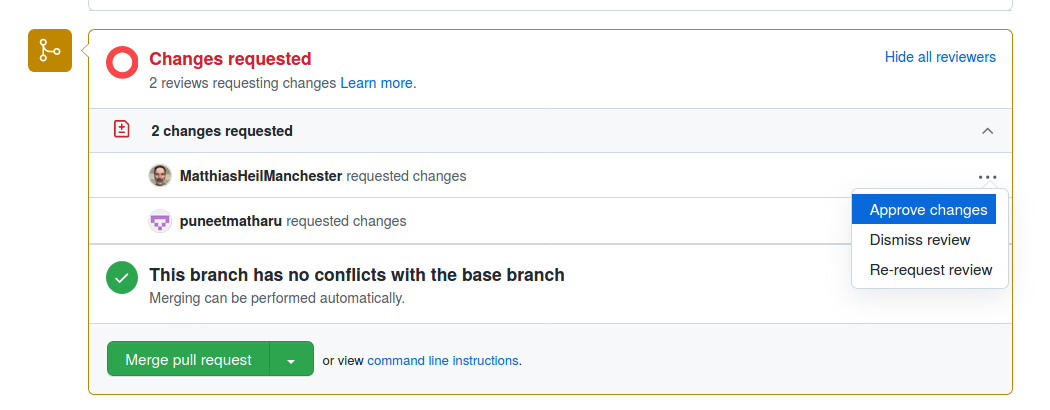 Changes requested
Hide all reviewers
2 reviews requesting changes Learn more.
2 changes requested
MatthiasHeilManchester requested changes
puneetmatharu requested changes
Approve changes
Dismiss review
Re-request review
This branch has no conflicts with the base branch
Merging can be performed automatically.
Merge pull request
or view command line instructions.